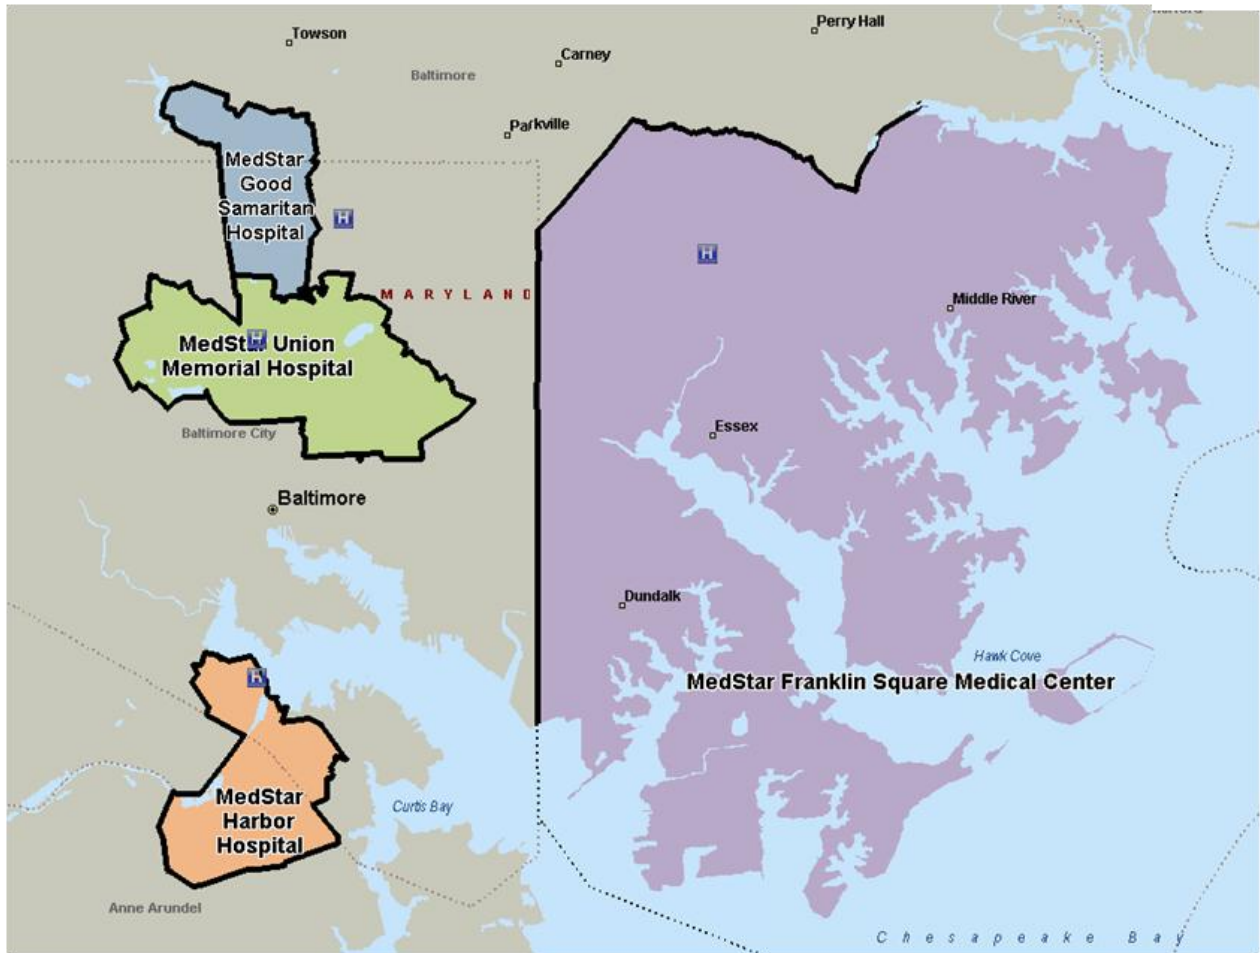 Towson
Perry Hall
Carney
Baltimore
Parkville
MedStar
Good
Samaritan
Hospital
H
H
MARYLAND
Middle River
H
MedStar Union
Memorial Hospital
Essex
Baltimore City
Baltimore
Dundalk
Hawk Cove
H
MedStar Franklin Square Medical Center
MedStar
Harbor
Hospital
Curtis Bay
Anne Arundel
Chesapeake Bay